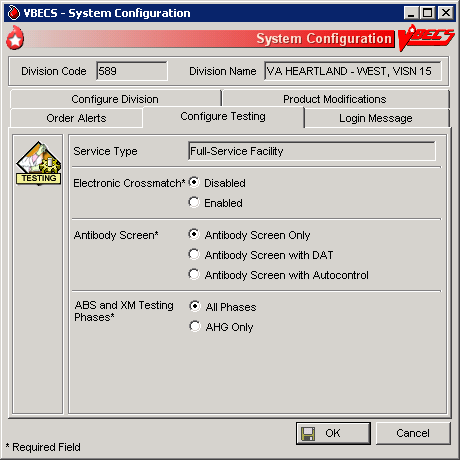 VBECS - System Configuration
System Configuration VBECS
Division Code 589 Division Name VA HEARTLAND - WEST, VISN 15
Configure Division Product Modifications
Order Alerts Configure Testing Login Message
TESTING
Service Type Full-Service Facility
Electronic Crossmatch* Disabled
Enabled
Antibody Screen* Antibody Screen Only
Antibody Screen with DAT
Antibody Screen with Autocontrol
ABS and XM Testing
Phases* All Phases
AHG Only
OK Cancel
* Required Field